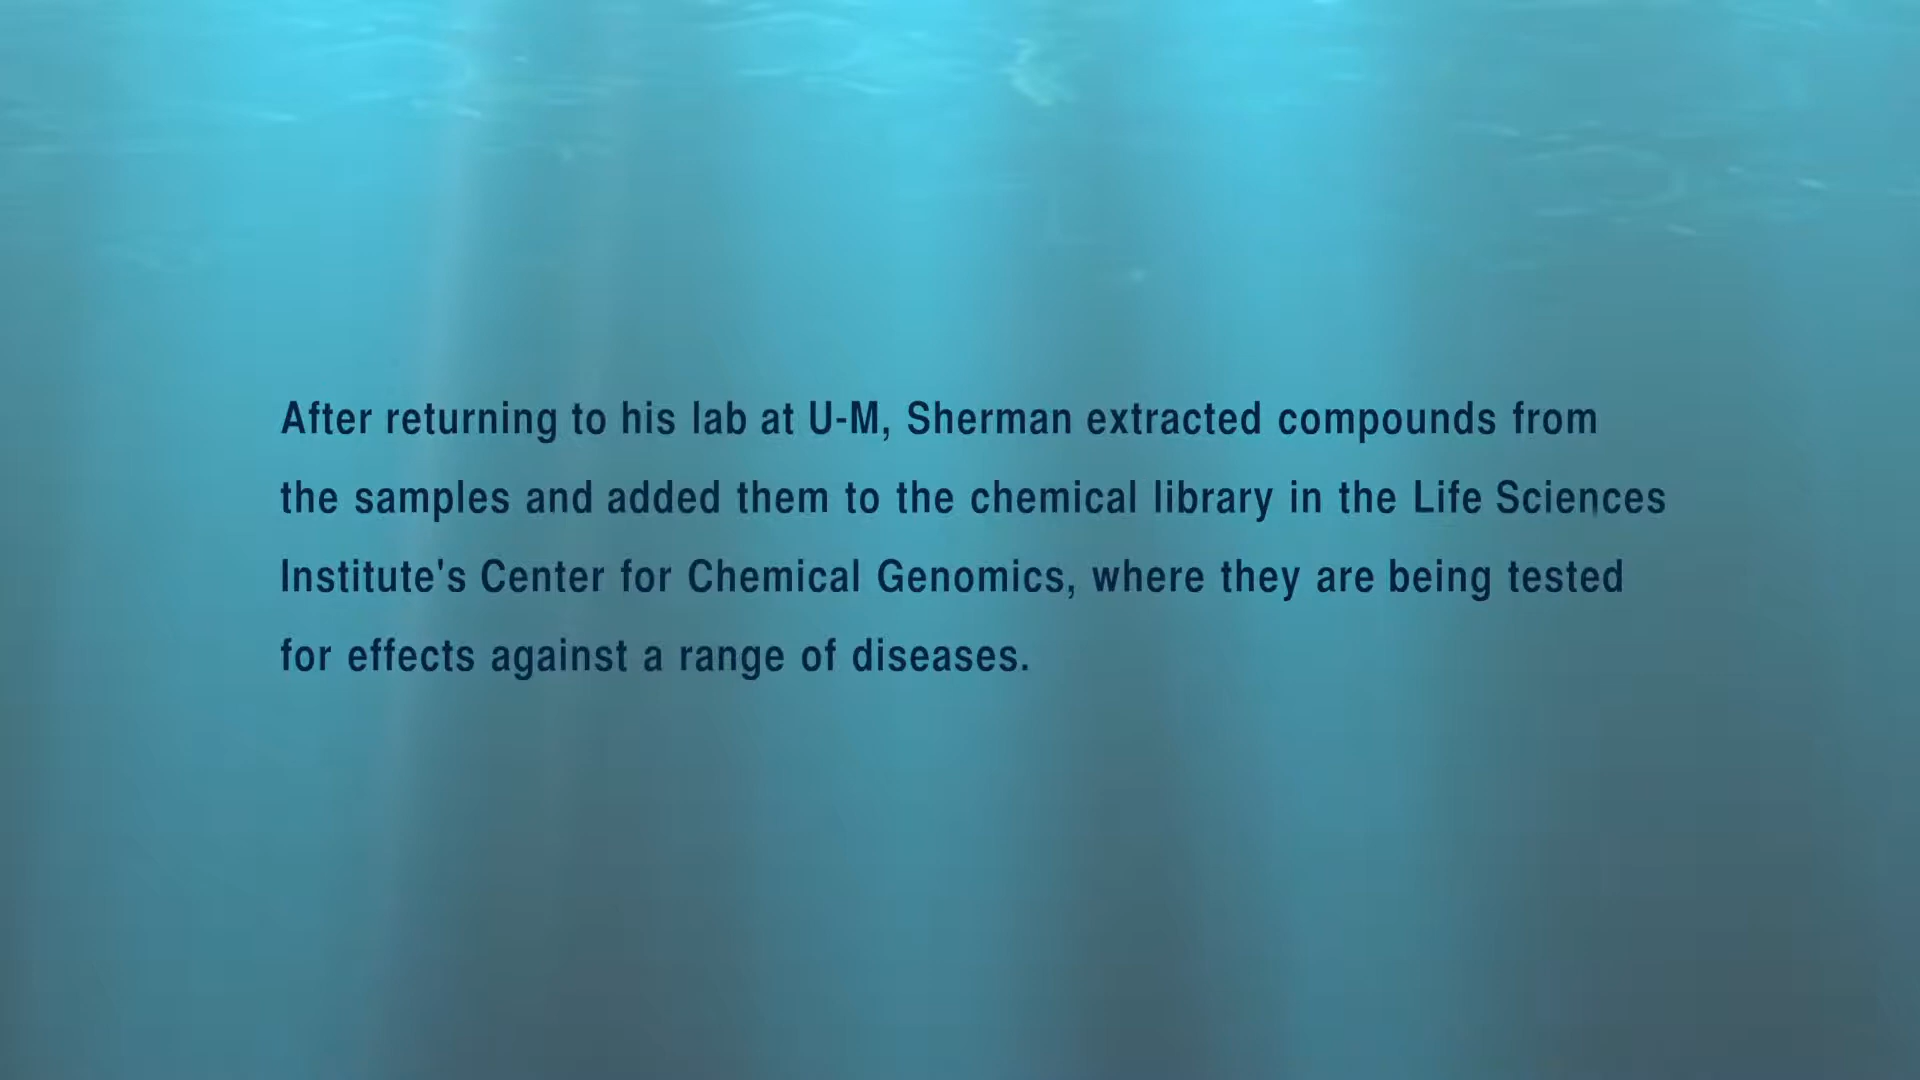 After returning to his lab at U-M, Sherman extracted compounds from
the samples and added them to the chemical library in the Life Sciences
Institute's Center for Chemical Genomics, where they are being tested
for effects against a range of diseases.